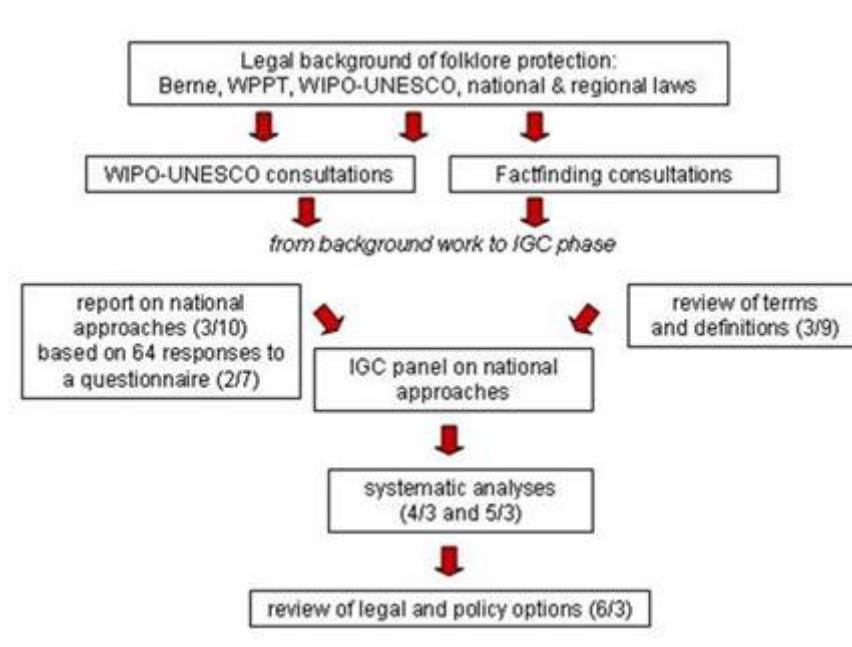 Legal background of folklore protection:
Berne, WPPT, WIPO-UNESCO, national & regional laws
WIPO-UNESCO consultations
Factfinding consultations
from background work to IGC phase
report on national
approaches (3/10)
based on 64 responses to
a questionnaire (2/7)
review of terms
and definitions (3/9)
IGC panel on national
approaches
systematic analyses
(4/3 and 5/3)
review of legal and policy options (6/3)